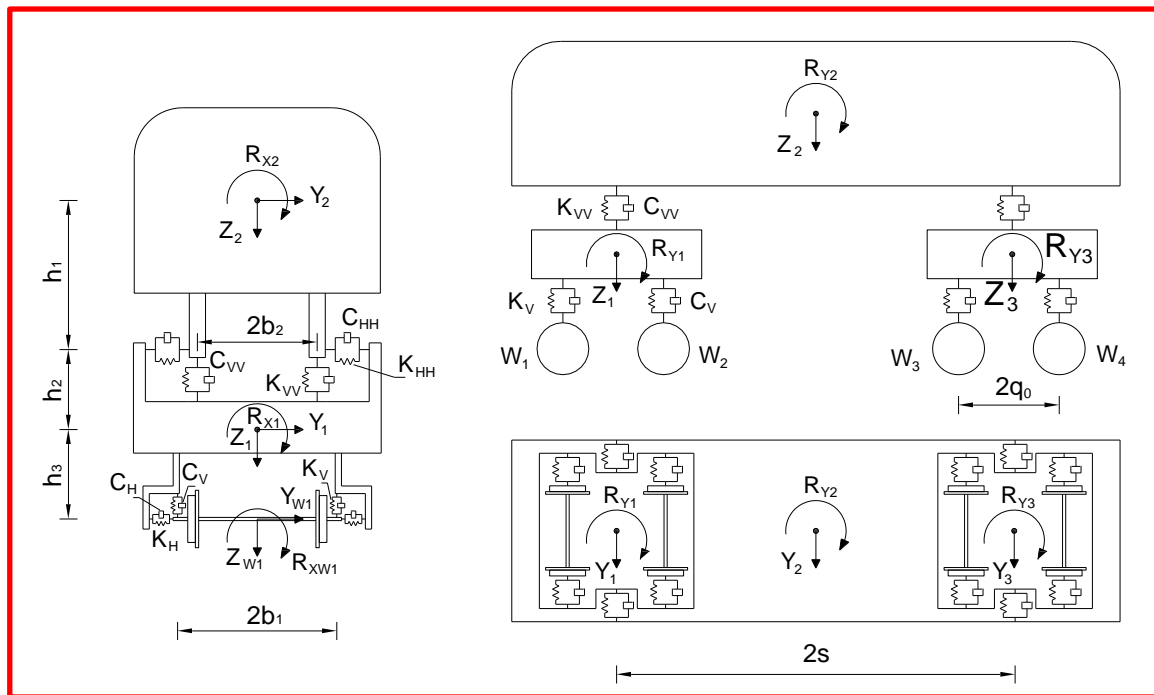 R_X2
Y_2
Z_2
h_1
2b_2
C_HH
C_VV
K_HH
K_VV
h_2
R_X1
Z_1
Y_1
h_3
C_H
C_V
K_V
Y_W1
K_H
Z_W1
R_XW1
2b_1
R_Y2
Z_2
K_VV
C_VV
R_Y1
R_Y3
Z_1
Z_3
K_V
C_V
W_1
W_2
W_3
W_4
2q_0
R_Y1
R_Y2
R_Y3
Y_1
Y_2
Y_3
2s